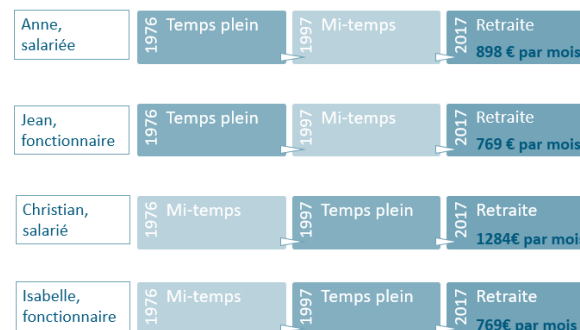 Anne,
salariée
1976
Temps plein
1997
Mi-temps
2017
Retraite
898 € par mois
Jean,
fonctionnaire
1976
Temps plein
1997
Mi-temps
2017
Retraite
769 € par mois
Christian,
salarié
1976
Mi-temps
1997
Temps plein
2017
Retraite
1284€ par mois
Isabelle,
fonctionnaire
1976
Mi-temps
1997
Temps plein
2017
Retraite
769€ par mois